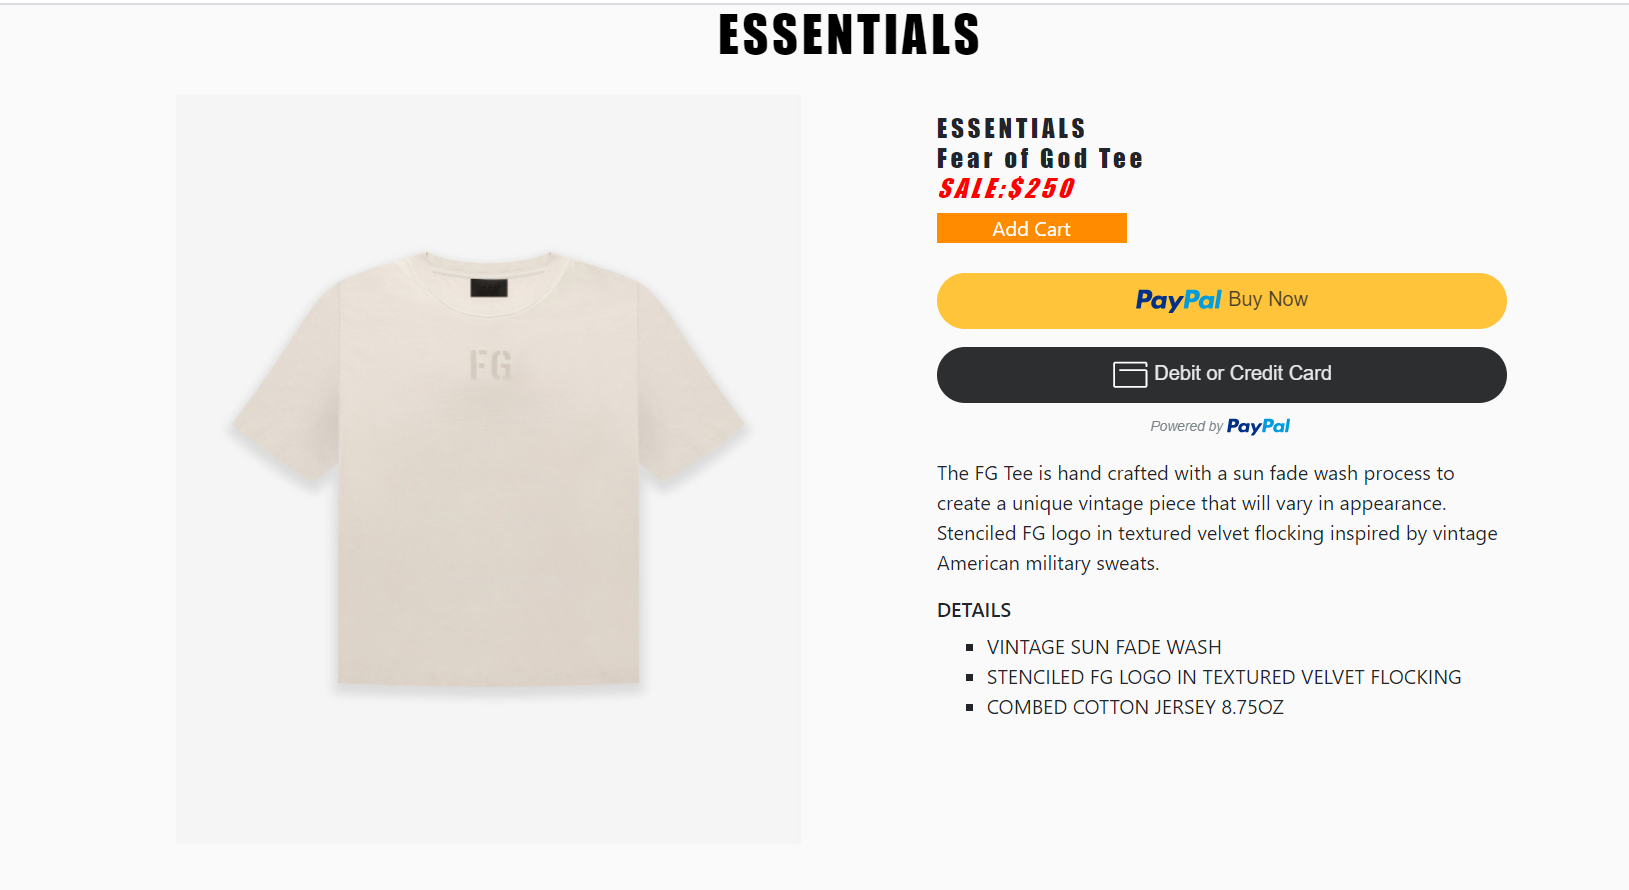 ESSENTIALS
FG
ESSENTIALS
Fear of God Tee
SALE:$250
Add Cart
PayPal Buy Now
Debit or Credit Card
Powered by PayPal
The FG Tee is hand crafted with a sun fade wash process to
create a unique vintage piece that will vary in appearance.
Stenciled FG logo in textured velvet flocking inspired by vintage
American military sweats.
DETAILS
VINTAGE SUN FADE WASH
STENCILED FG LOGO IN TEXTURED VELVET FLOCKING
COMBED COTTON JERSEY 8.75OZ